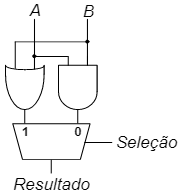 A B
1 0
Seleção
Resultado